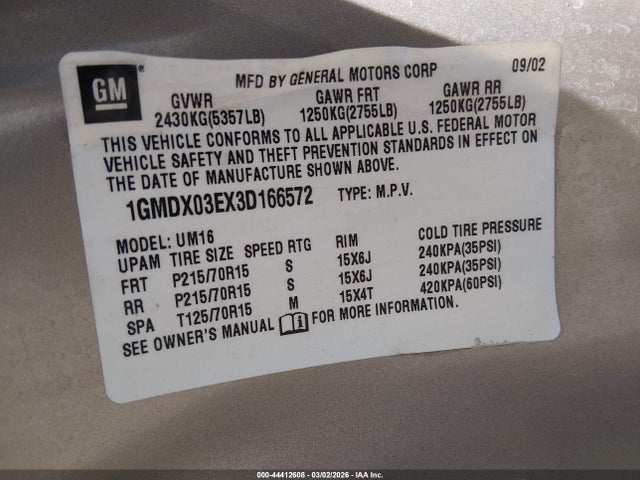 GM
MFD BY GENERAL MOTORS CORP 09/02
GVWR GAWR FRT GAWR RR
2430KG(5357LB) 1250KG(2755LB) 1250KG(2755LB)
THIS VEHICLE CONFORMS TO ALL APPLICABLE U.S. FEDERAL MOTOR
VEHICLE SAFETY AND THEFT PREVENTION STANDARDS IN EFFECT ON
THE DATE OF MANUFACTURE SHOWN ABOVE.
1GMDX03EX3D166572 TYPE: M.P.V.
MODEL: UM16
UPAM TIRE SIZE SPEED RTG RIM COLD TIRE PRESSURE
FRT P215/70R15 S 15X6J 240KPA(35PSI)
RR P215/70R15 S 15X6J 240KPA(35PSI)
SPA T125/70R15 M 15X4T 420KPA(60PSI)
SEE OWNER'S MANUAL FOR MORE INFORMATION.
000-44412608 - 03/02/2026 - IAA Inc.